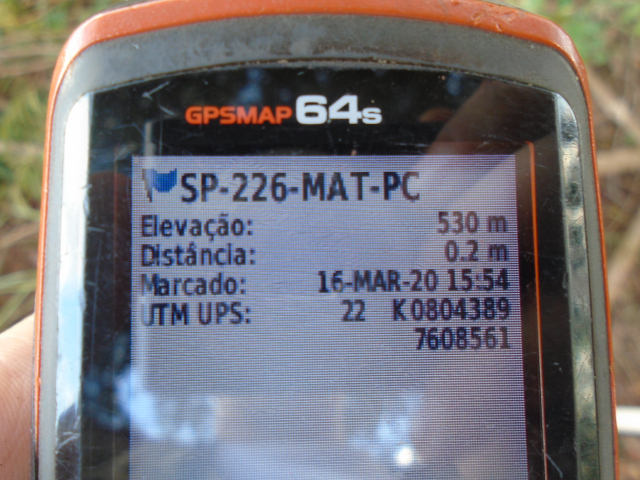 GPSMAP 64s
SP-226-MAT-PC
Elevação: 530 m
Distância: 0.2 m
Marcado: 16-MAR-20 15:54
UTM UPS: 22 K0804389
7608561